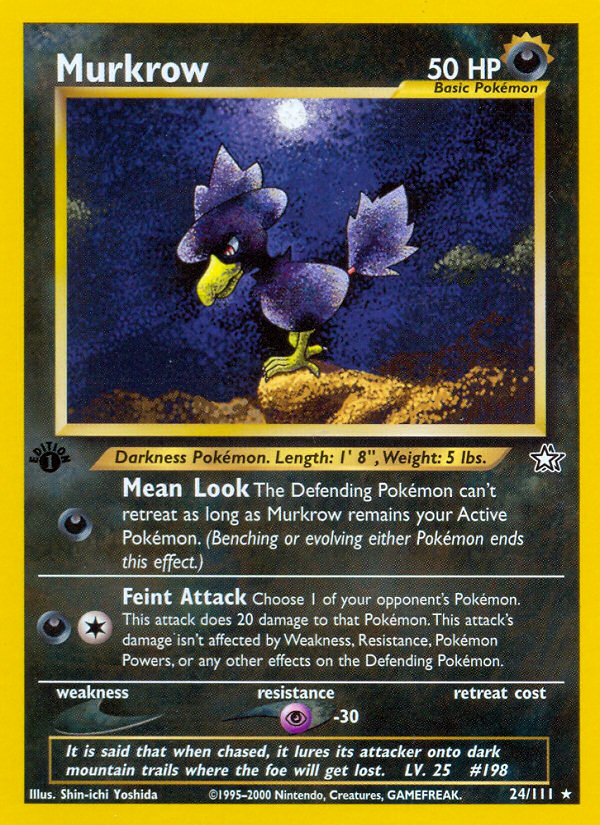 Murkrow
50 HP
Basic Pokémon
EDITION
1
Darkness Pokémon. Length: 1' 8", Weight: 5 lbs.
Mean Look The Defending Pokémon can't
retreat as long as Murkrow remains your Active
Pokémon. (Benching or evolving either Pokémon ends
this effect.)
Feint Attack Choose 1 of your opponent's Pokémon.
This attack does 20 damage to that Pokémon. This attack's
damage isn't affected by Weakness, Resistance, Pokémon
Powers, or any other effects on the Defending Pokémon.
weakness resistance retreat cost
-30
It is said that when chased, it lures its attacker onto dark
mountain trails where the foe will get lost. LV. 25 #198
Illus. Shin-ichi Yoshida ©1995-2000 Nintendo, Creatures, GAMEFREAK. 24/111 ★